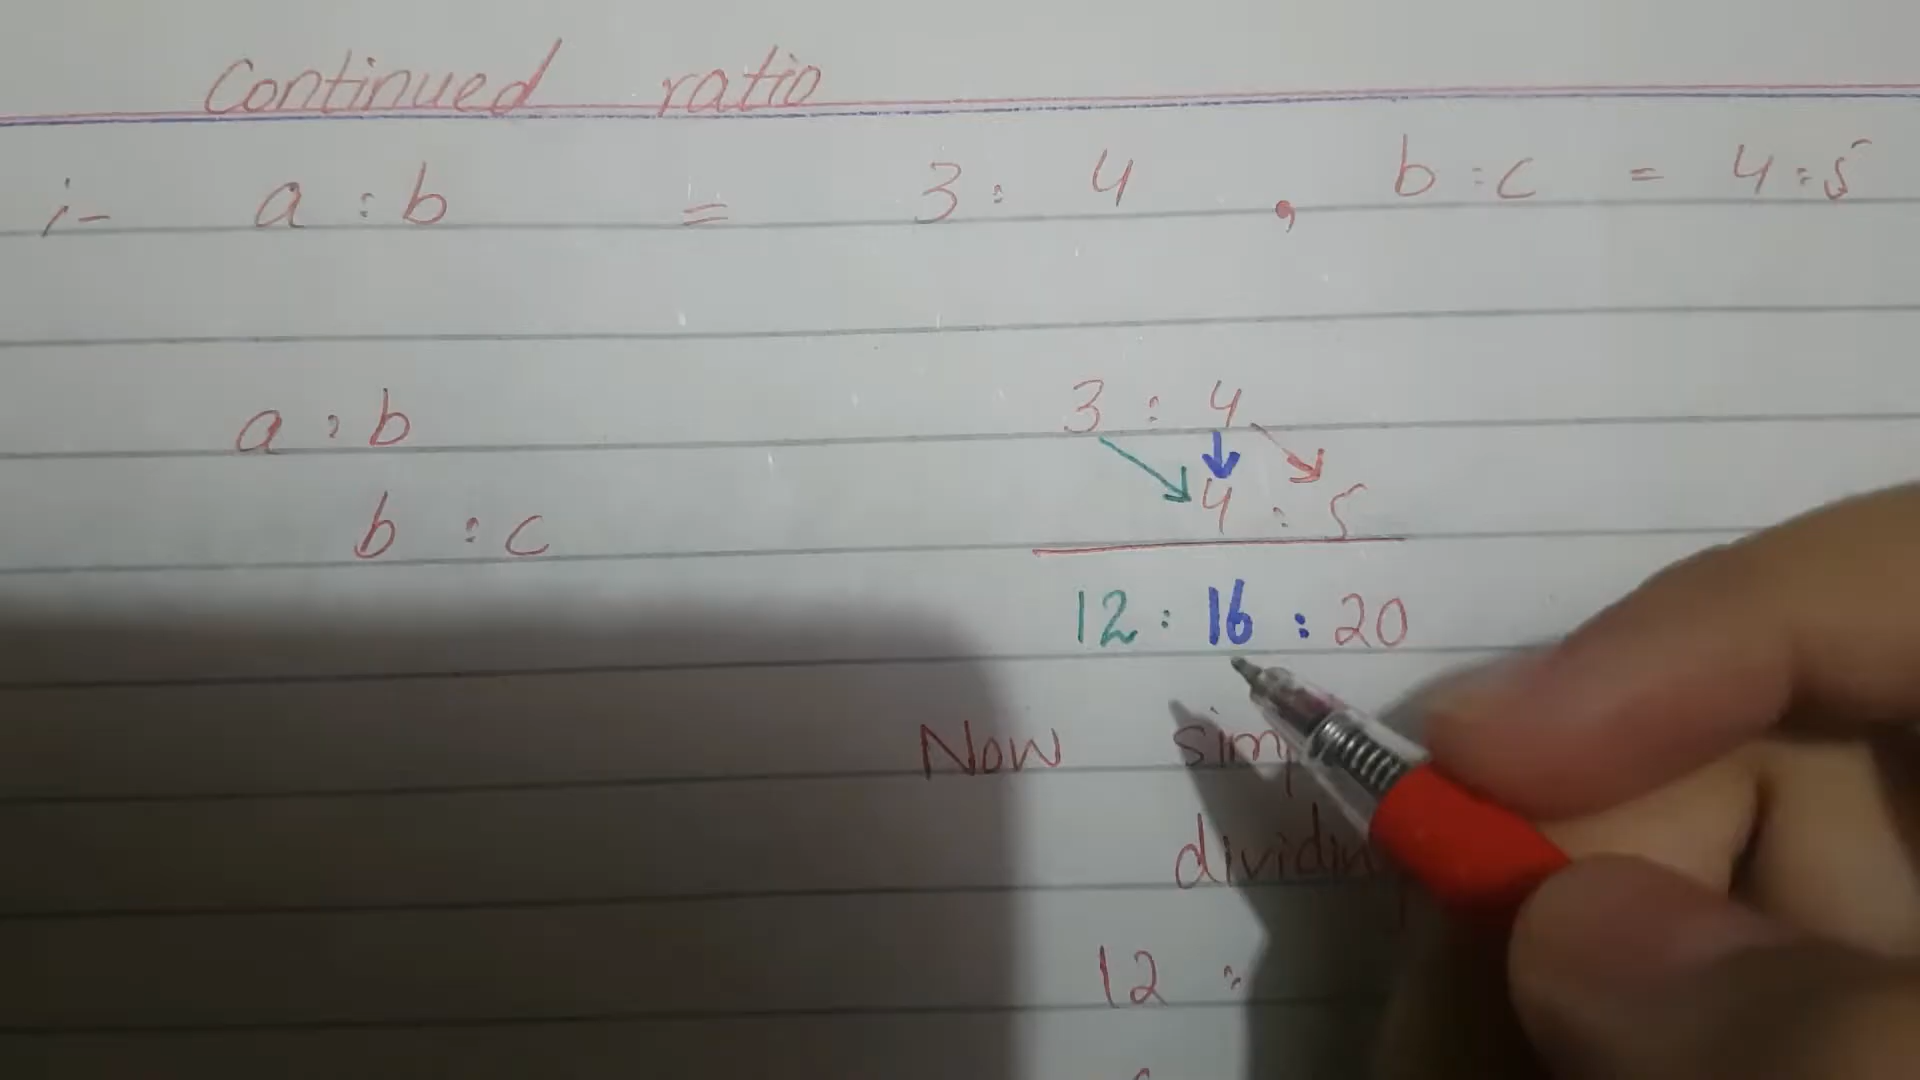 Continued ratio
i- a : b = 3 : 4 , b : c = 4 : 5
a : b 3 : 4
b : c 4 : 5
12 : 16 : 20
Now
12 :